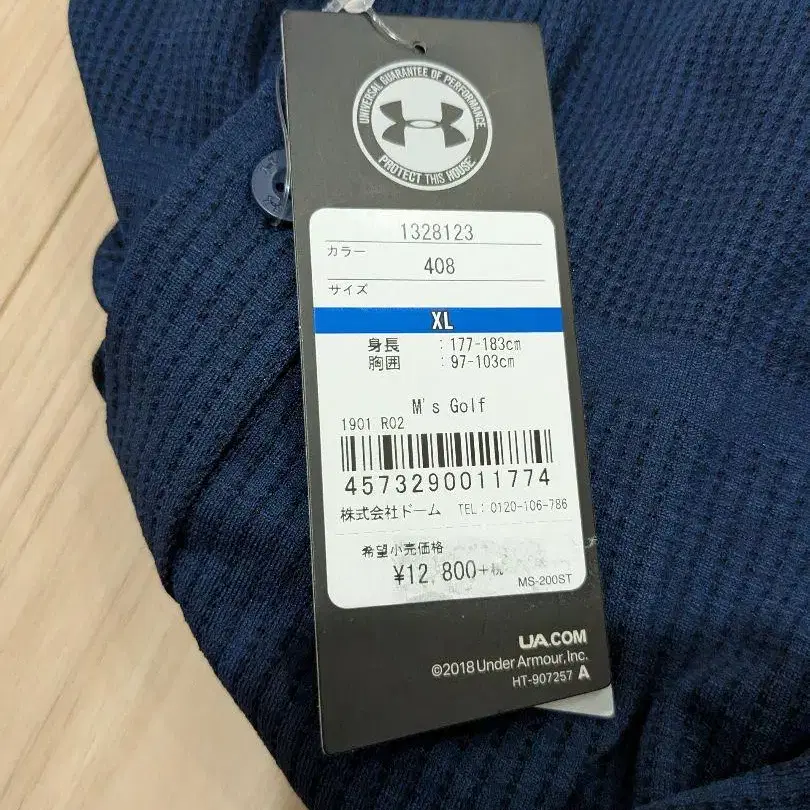 UNIVERSAL GUARANTEE OF PERFORMANCE
PROTECT THIS HOUSE
1328123
カラー
408
サイズ
XL
身長 : 177-183cm
胸囲 : 97-103cm
M's Golf
1901 R02
4573290011774
株式会社ドーム TEL: 0120-106-786
希望小売価格
¥12,800+税
MS-200ST
UA.COM
©2018 Under Armour, Inc.
HT-907257 A